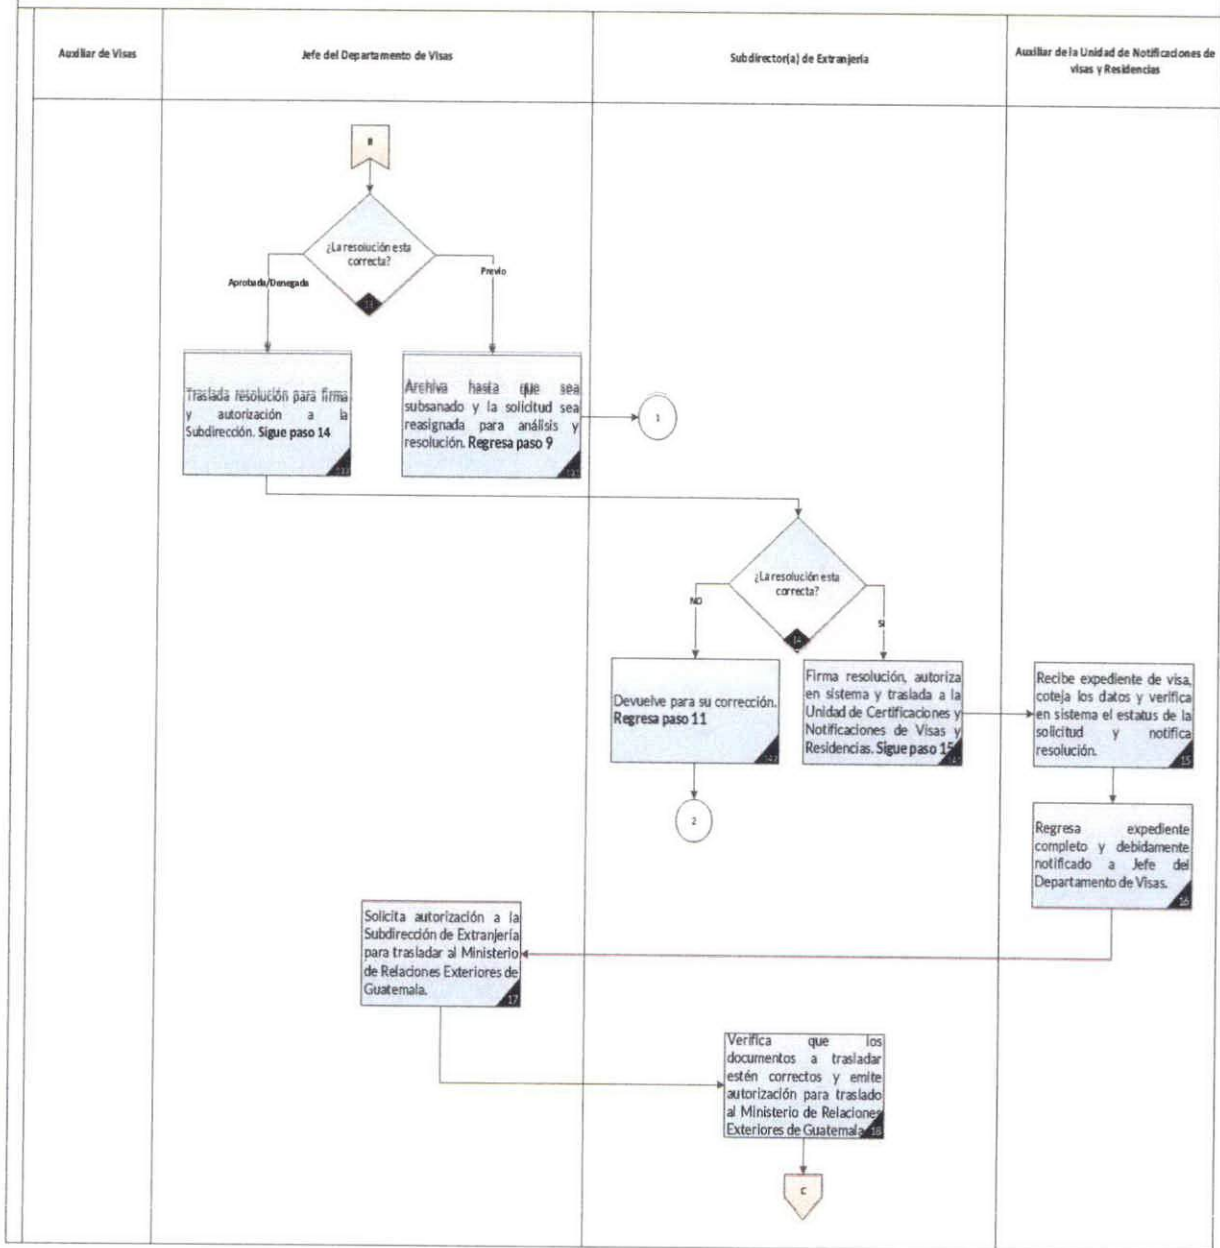 Auxiliar de Visas
Jefe del Departamento de Visas
Subdirector(a) de Extranjería
Auxiliar de la Unidad de Notificaciones de
visas y Residencias
B
¿La resolución esta
correcta?
13
Aprobada/Denegada
Previo
Traslada resolución para firma
y autorización a la
Subdirección. Sigue paso 14
Archiva hasta que sea
subsanado y la solicitud sea
reasignada para análisis y
resolución. Regresa paso 9
1
¿La resolución esta
correcta?
14
NO
SI
Devuelve para su corrección.
Regresa paso 11
Firma resolución, autoriza
en sistema y traslada a la
Unidad de Certificaciones y
Notificaciones de Visas y
Residencias. Sigue paso 15
Recibe expediente de visa,
coteja los datos y verifica
en sistema el estatus de la
solicitud y notifica
resolución.
15
2
Regresa expediente
completo y debidamente
notificado a Jefe del
Departamento de Visas.
16
Solicita autorización a la
Subdirección de Extranjería
para trasladar al Ministerio
de Relaciones Exteriores de
Guatemala.
17
Verifica que los
documentos a trasladar
estén correctos y emite
autorización para traslado
al Ministerio de Relaciones
Exteriores de Guatemala
18
C